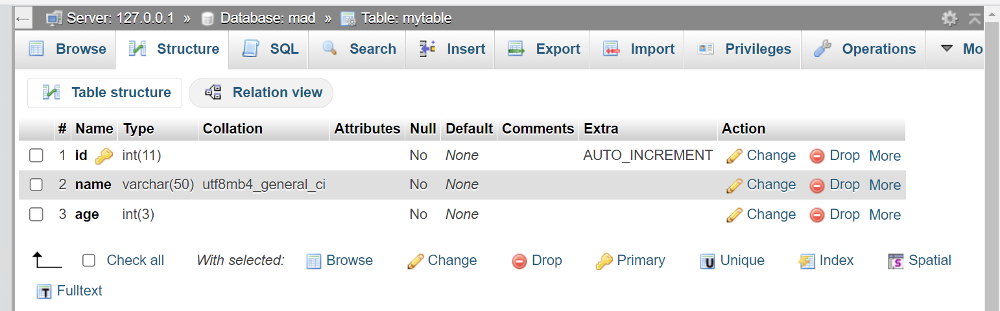 ← Server: 127.0.0.1 » Database: mad » Table: mytable
Browse Structure SQL Search Insert Export Import Privileges Operations Mo
Table structure Relation view
# Name Type Collation Attributes Null Default Comments Extra Action
1 id int(11) No None AUTO_INCREMENT Change Drop More
2 name varchar(50) utf8mb4_general_ci No None Change Drop More
3 age int(3) No None Change Drop More
Check all With selected: Browse Change Drop Primary Unique Index Spatial
Fulltext